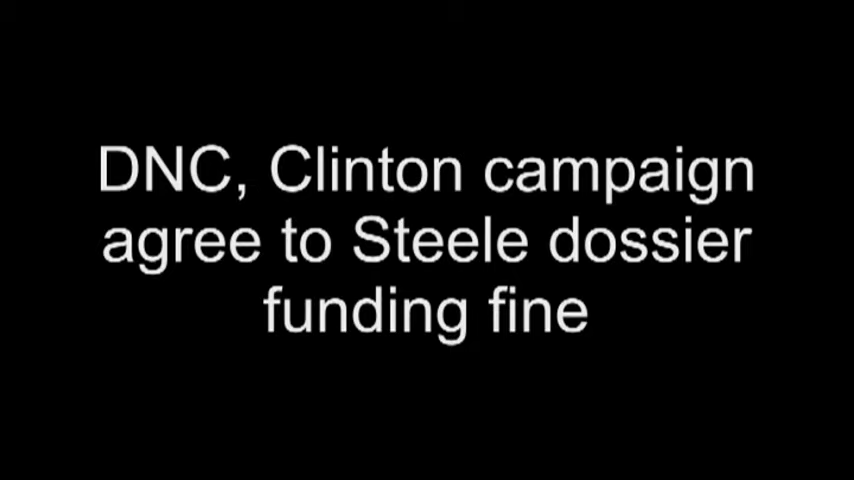 DNC, Clinton campaign
agree to Steele dossier
funding fine